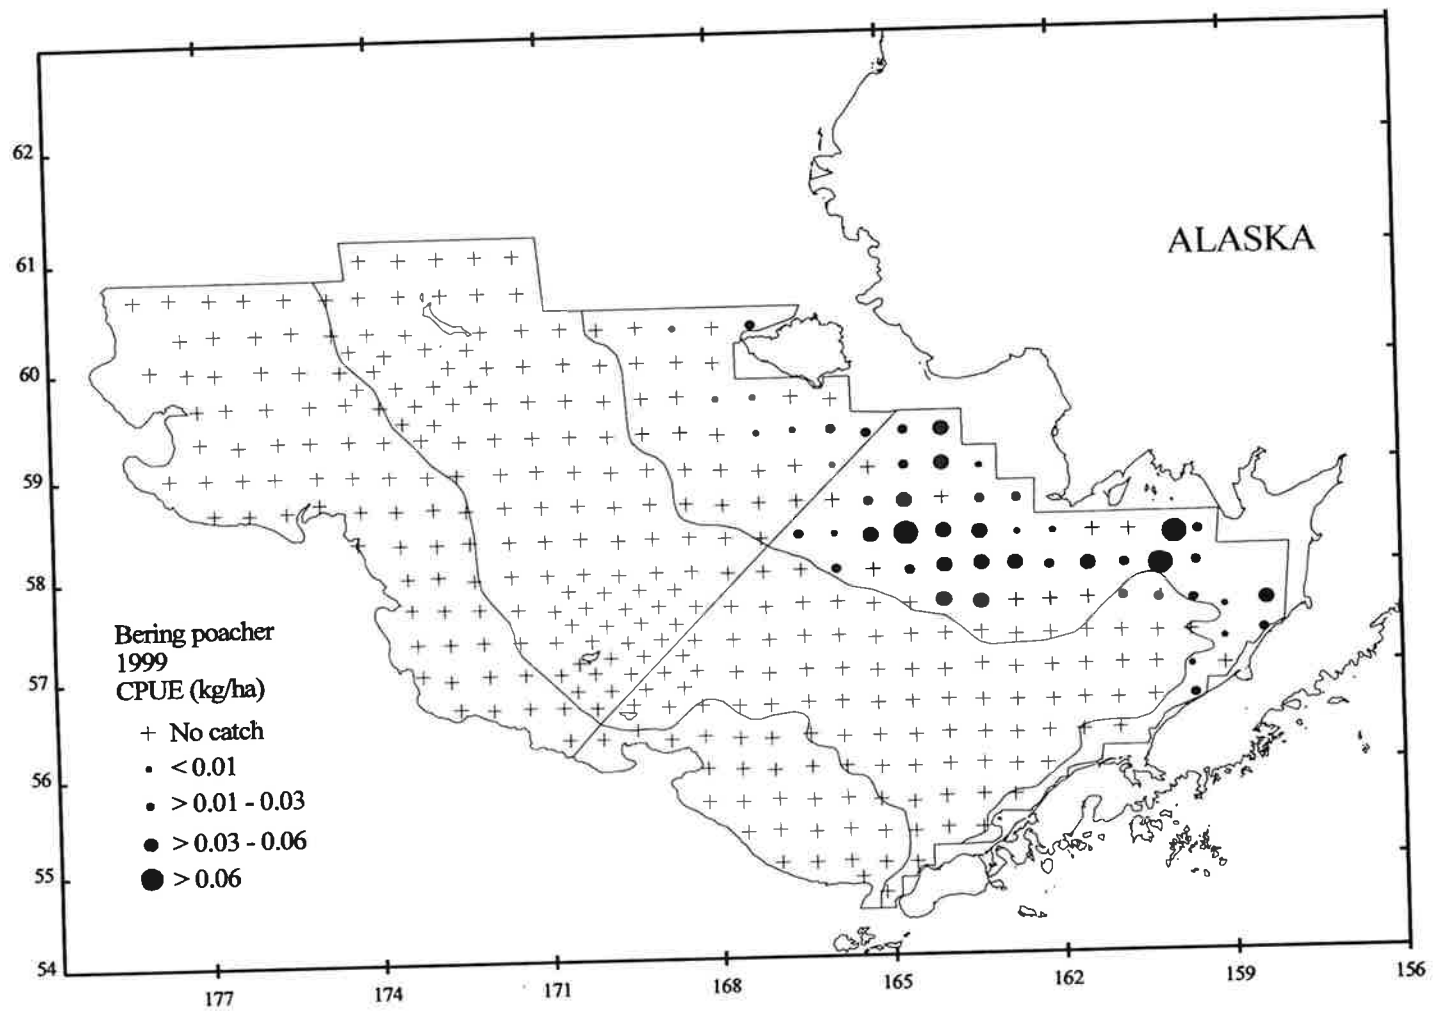 ALASKA
62
61
60
59
58
57
56
55
54
Bering poacher
1999
CPUE (kg/ha)
+ No catch
< 0.01
> 0.01 - 0.03
> 0.03 - 0.06
> 0.06
177 174 171 168 165 162 159 156